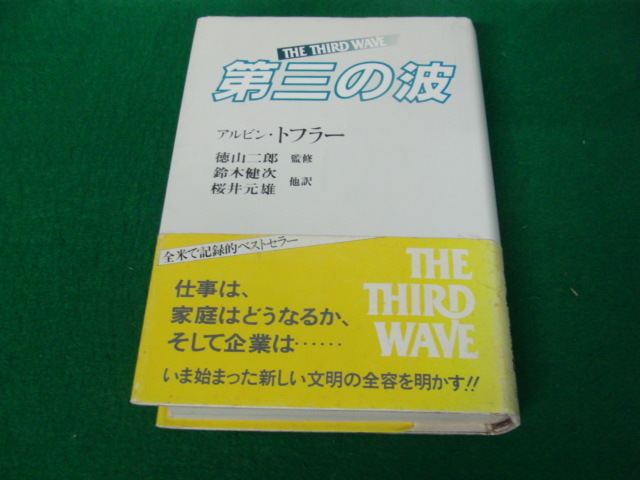 THE THIRD WAVE
第三の波
アルビン・トフラー
徳山二郎 監修
鈴木健次
桜井元雄 他訳
全米で記録的ベストセラー
仕事は、
家庭はどうなるか、
そして企業は……
THE
THIRD
WAVE
いま始まった新しい文明の全容を明かす!!